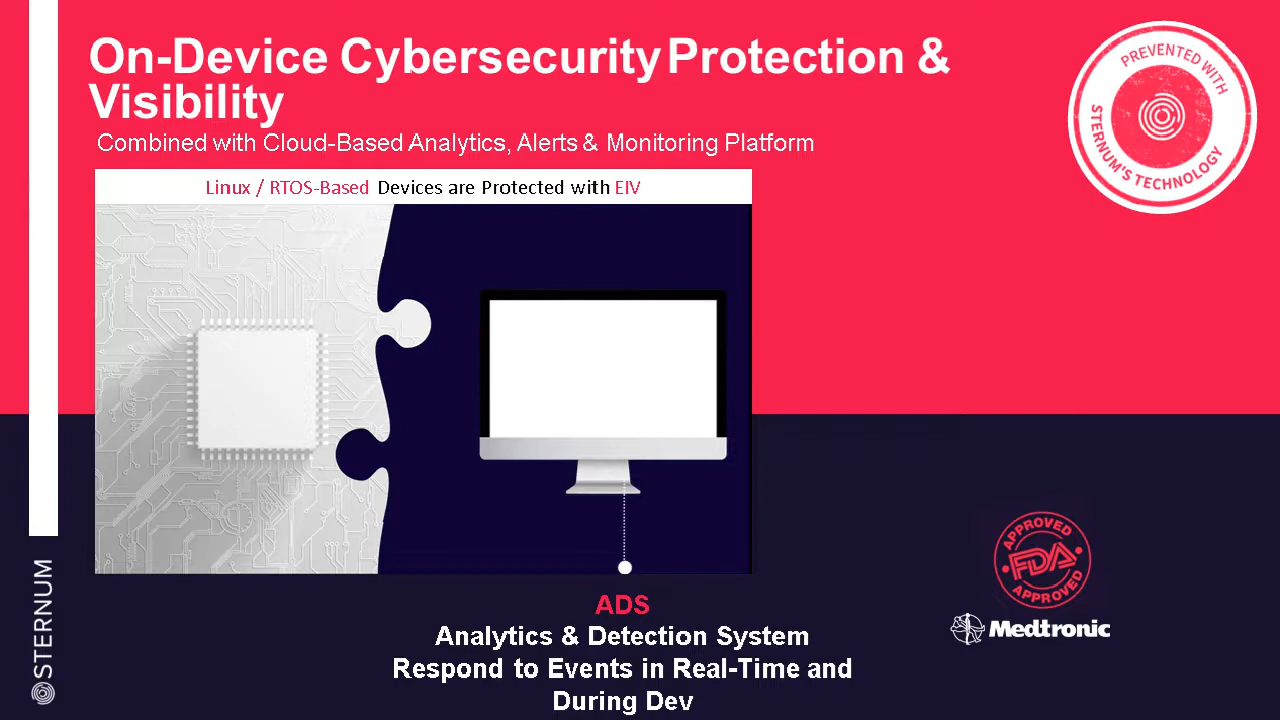 On-Device Cybersecurity Protection &
Visibility
Combined with Cloud-Based Analytics, Alerts & Monitoring Platform
PREVENTED WITH
STERNUM'S TECHNOLOGY
Linux / RTOS-Based Devices are Protected with EIV
APPROVED
FDA
APPROVED
Medtronic
STERNUM
ADS
Analytics & Detection System
Respond to Events in Real-Time and
During Dev